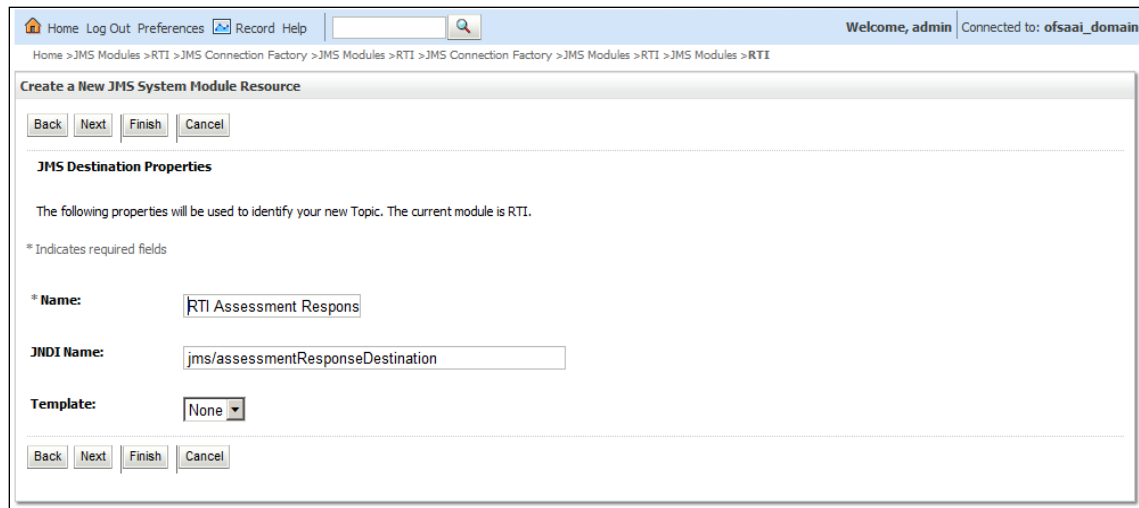 Home Log Out Preferences Record Help
Welcome, admin Connected to: ofsaai_domain
Home >JMS Modules >RTI >JMS Connection Factory >JMS Modules >RTI >JMS Connection Factory >JMS Modules >RTI >JMS Modules >RTI
Create a New JMS System Module Resource
Back Next Finish Cancel
JMS Destination Properties
The following properties will be used to identify your new Topic. The current module is RTI.
* Indicates required fields
* Name: RTI Assessment Respons
JNDI Name: jms/assessmentResponseDestination
Template: None
Back Next Finish Cancel